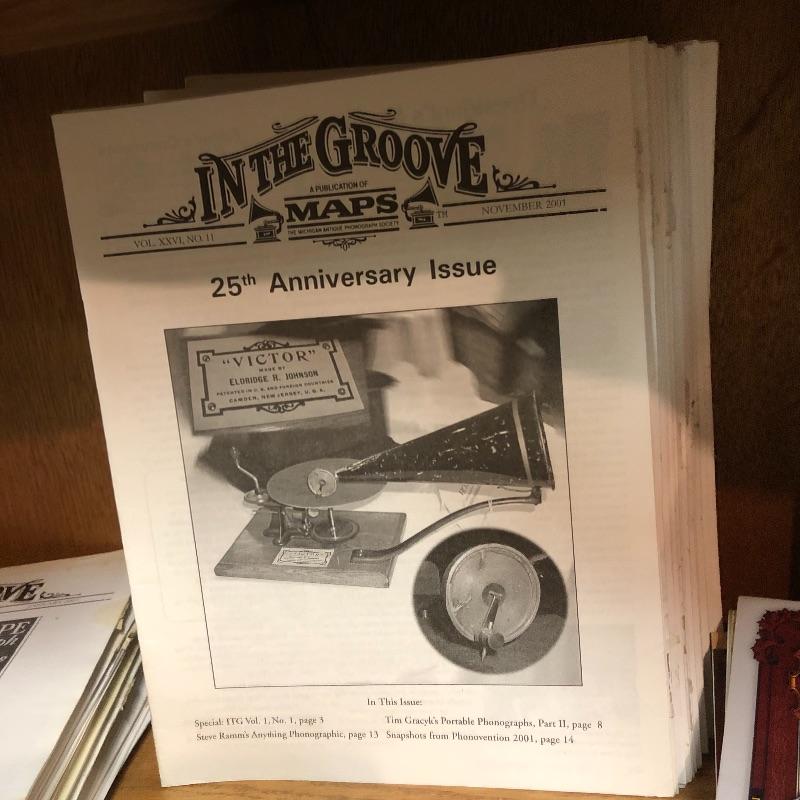 IN THE GROOVE
A PUBLICATION OF
MAPS
TM
THE MICHIGAN ANTIQUE PHONOGRAPH SOCIETY
VOL. XXVI, NO. 11
NOVEMBER 2001
25th Anniversary Issue
"VICTOR"
MADE BY
ELDRIDGE R. JOHNSON
PATENTED IN U. S. AND FOREIGN COUNTRIES
CAMDEN, NEW JERSEY, U. S. A.
In This Issue:
Special: ITG Vol. 1, No. 1, page 3
Tim Gracyk's Portable Phonographs, Part II, page 8
Steve Ramm's Anything Phonographic, page 13
Snapshots from Phonovention 2001, page 14